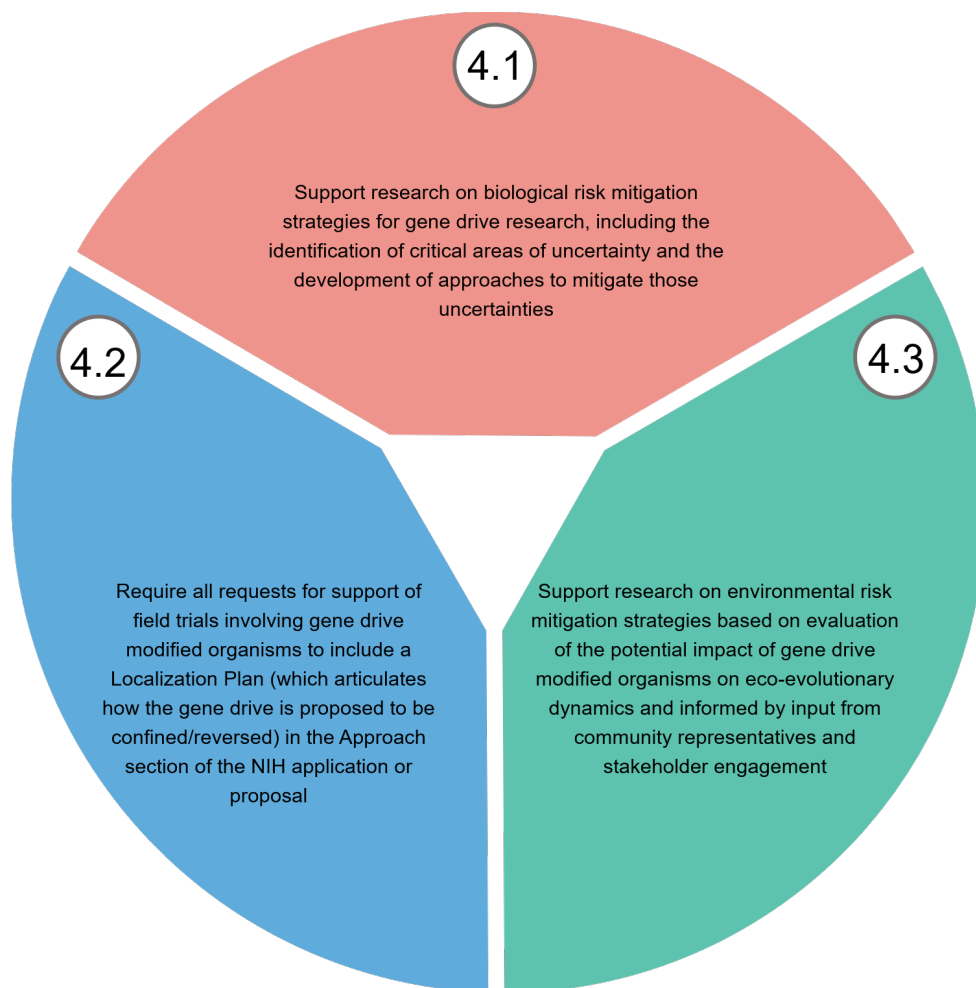 4.1
Support research on biological risk mitigation
strategies for gene drive research, including the
identification of critical areas of uncertainty and the
development of approaches to mitigate those
uncertainties
4.2
Require all requests for support of
field trials involving gene drive
modified organisms to include a
Localization Plan (which articulates
how the gene drive is proposed to be
confined/reversed) in the Approach
section of the NIH application or
proposal
4.3
Support research on environmental risk
mitigation strategies based on evaluation
of the potential impact of gene drive
modified organisms on eco-evolutionary
dynamics and informed by input from
community representatives and
stakeholder engagement